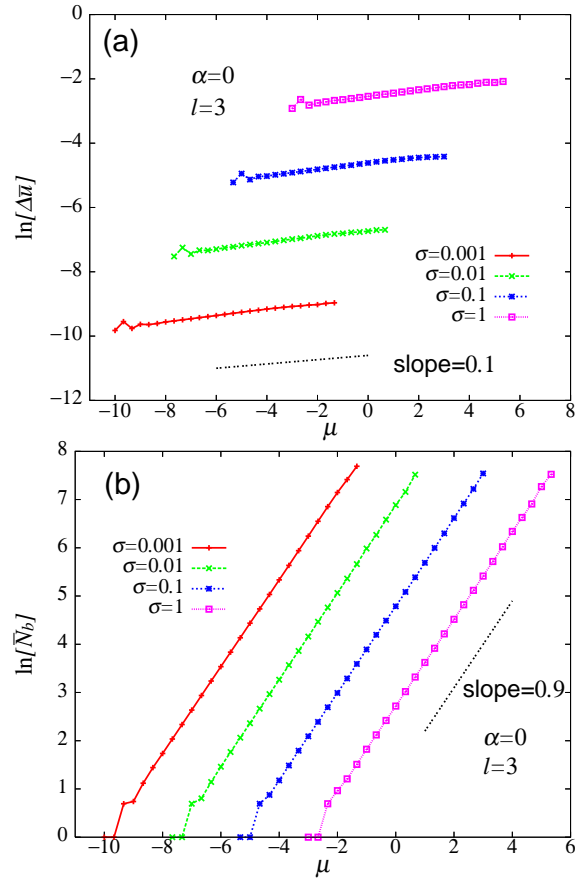 (a)
α=0
l=3
ln[Δu̅]
0
−2
−4
−6
−8
−10
−12
σ=0.001
σ=0.01
σ=0.1
σ=1
slope=0.1
−10 −8 −6 −4 −2 0 2 4 6 8
μ
(b)
ln[N̅b]
8
7
6
5
4
3
2
1
0
σ=0.001
σ=0.01
σ=0.1
σ=1
slope=0.9
α=0
l=3
−10 −8 −6 −4 −2 0 2 4 6
μ